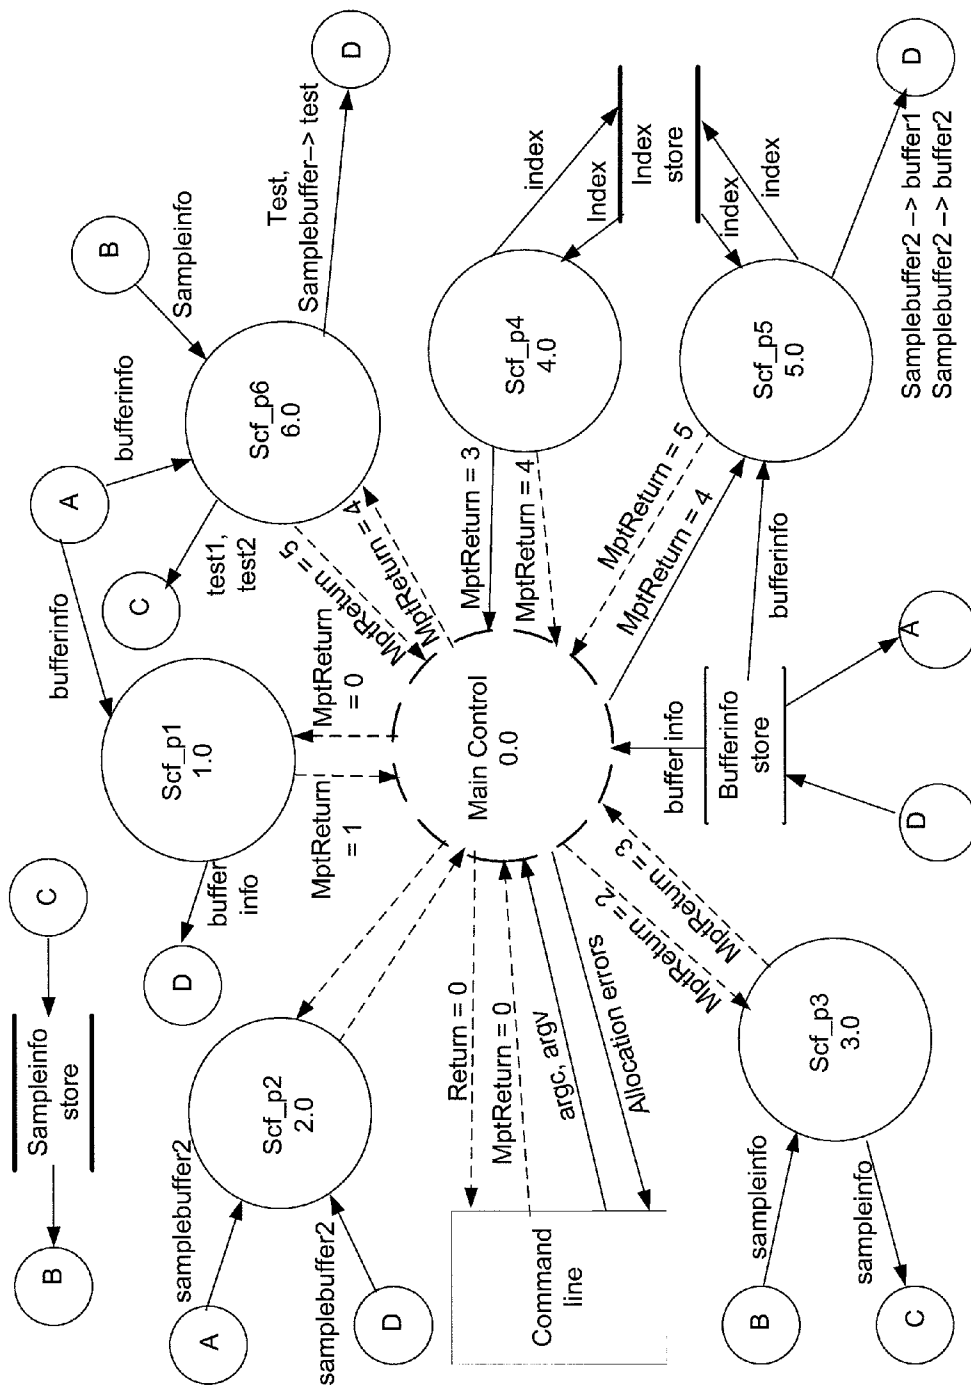 B
Sampleinfo
store
C
A
samplebuffer2
D
samplebuffer2
Scf_p2
2.0
D
buffer
info
Scf_p1
1.0
bufferinfo
A
bufferinfo
B
Sampleinfo
C
test1,
test2
Scf_p6
6.0
Test,
Samplebuffer–> test
D
MptReturn
= 1
MptReturn
= 0
MptReturn = 5
MptReturn = 4
Command
line
Return = 0
MptReturn = 0
argc, argv
Allocation errors
Main Control
0.0
MptReturn = 3
MptReturn = 4
Scf_p4
4.0
index
Index
Index
store
index
index
MptReturn = 2
MptReturn = 3
buffer info
MptReturn = 5
MptReturn = 4
Scf_p5
5.0
B
sampleinfo
C
sampleinfo
Scf_p3
3.0
Bufferinfo
store
bufferinfo
D
A
D
Samplebuffer2 –> buffer1
Samplebuffer2 –> buffer2